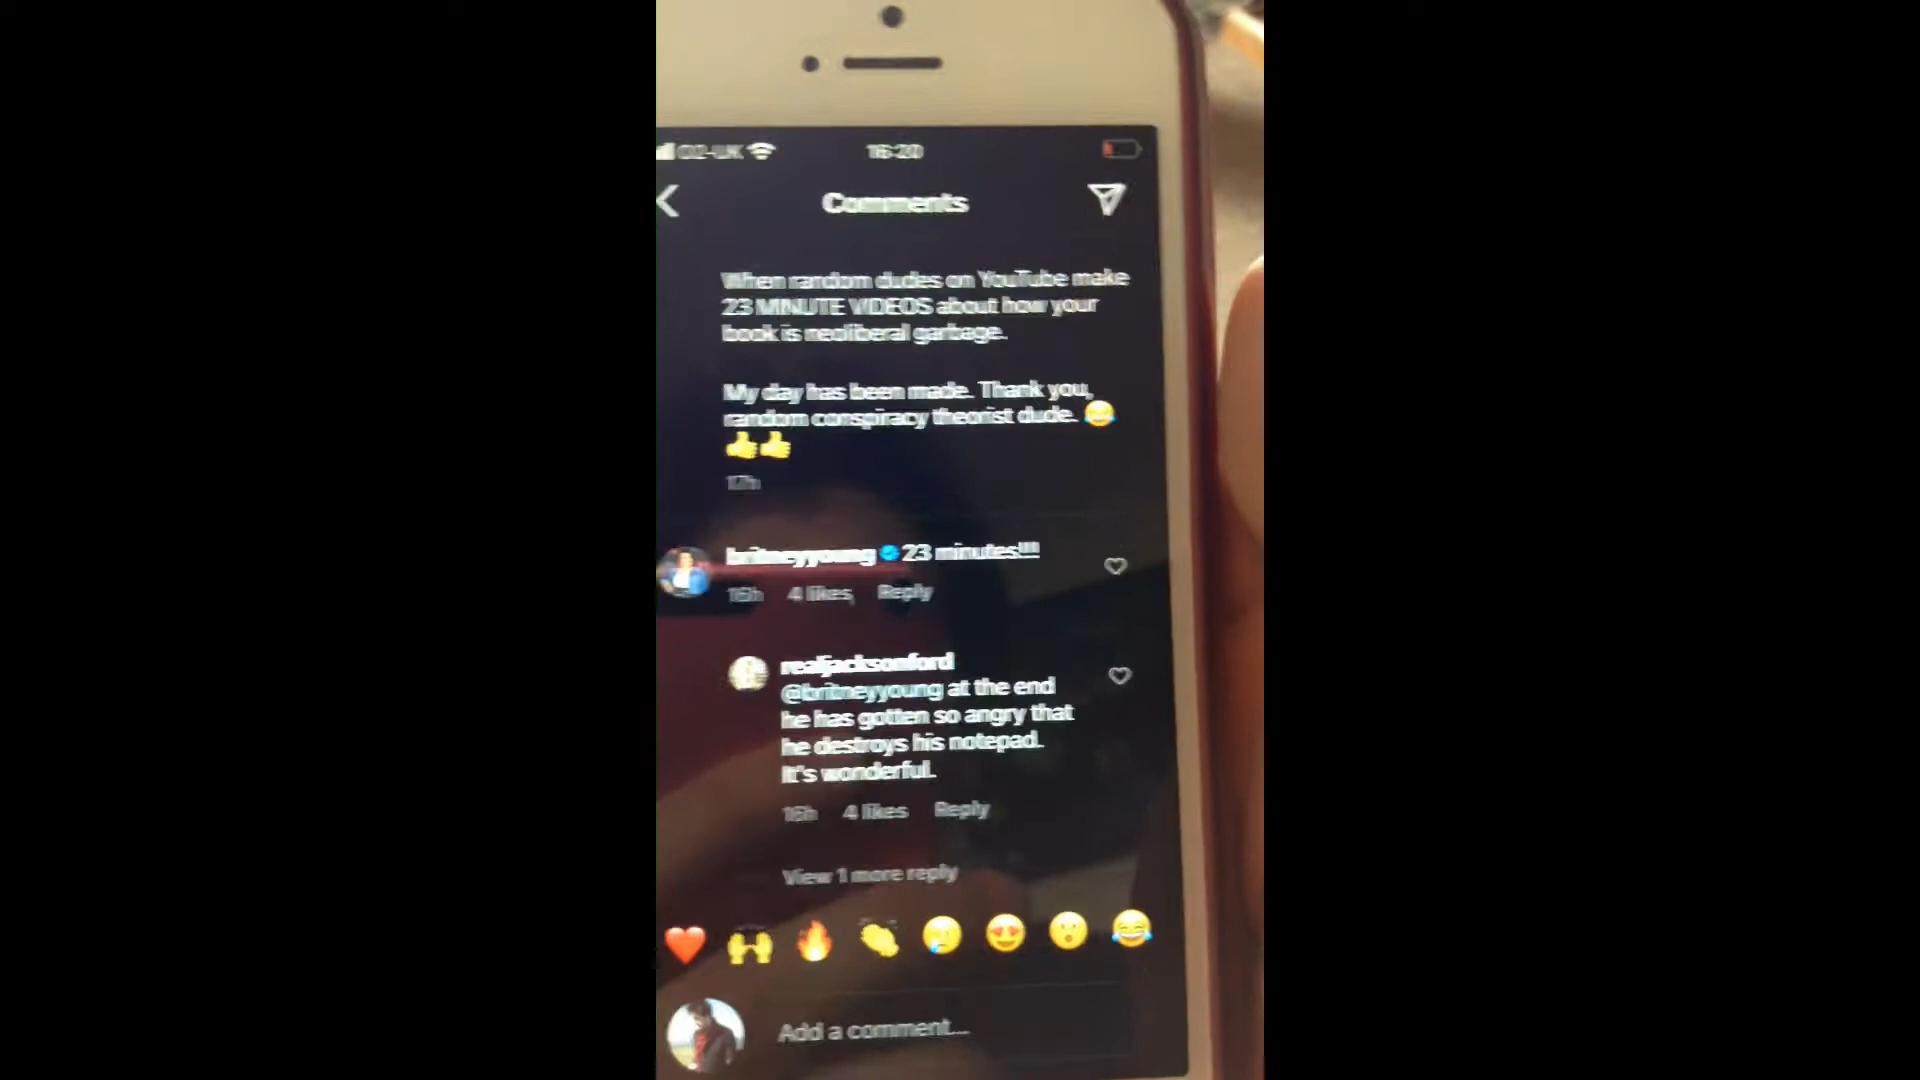 O2-UK 16:20
Comments
When random dudes on YouTube make
23 MINUTE VIDEOS about how your
book is neoliberal garbage.
My day has been made. Thank you,
random conspiracy theorist dude. 😂
👍👍
17h
britneyyoung 23 minutes!!!
16h 4 likes Reply
realjacksonford
@britneyyoung at the end
he has gotten so angry that
he destroys his notepad.
It's wonderful.
16h 4 likes Reply
View 1 more reply
❤️ 🙌 🔥 👏 😢 😍 😮 😂
Add a comment...